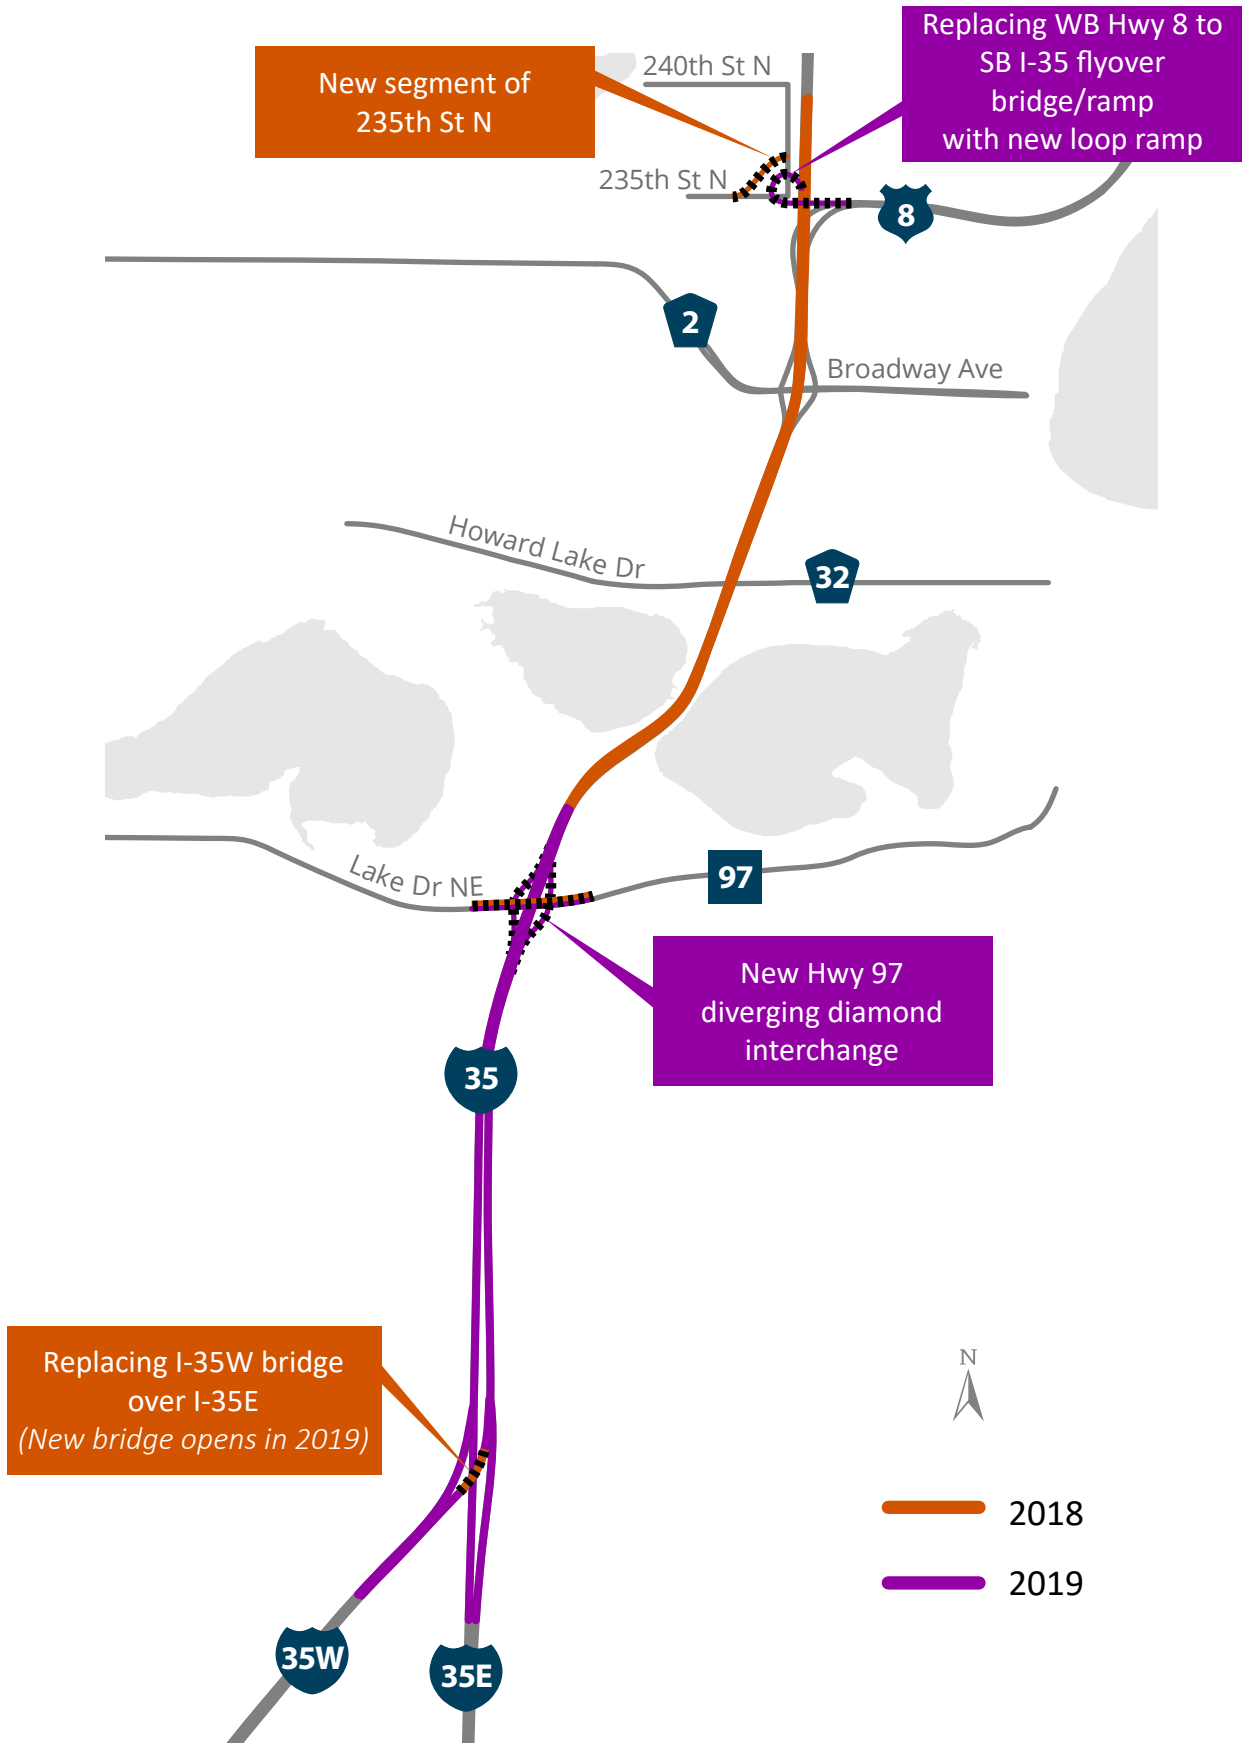 Replacing WB Hwy 8 to
SB I-35 flyover
bridge/ramp
with new loop ramp
New segment of
235th St N
240th St N
235th St N
8
2
Broadway Ave
Howard Lake Dr
32
Lake Dr NE
97
New Hwy 97
diverging diamond
interchange
35
Replacing I-35W bridge
over I-35E
(New bridge opens in 2019)
N
2018
2019
35W
35E